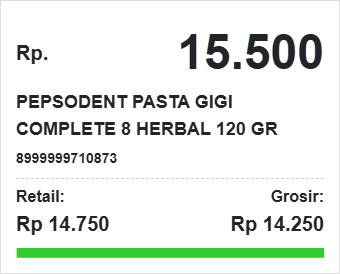 Rp. 15.500
PEPSODENT PASTA GIGI
COMPLETE 8 HERBAL 120 GR
8999999710873
Retail: Grosir:
Rp 14.750 Rp 14.250